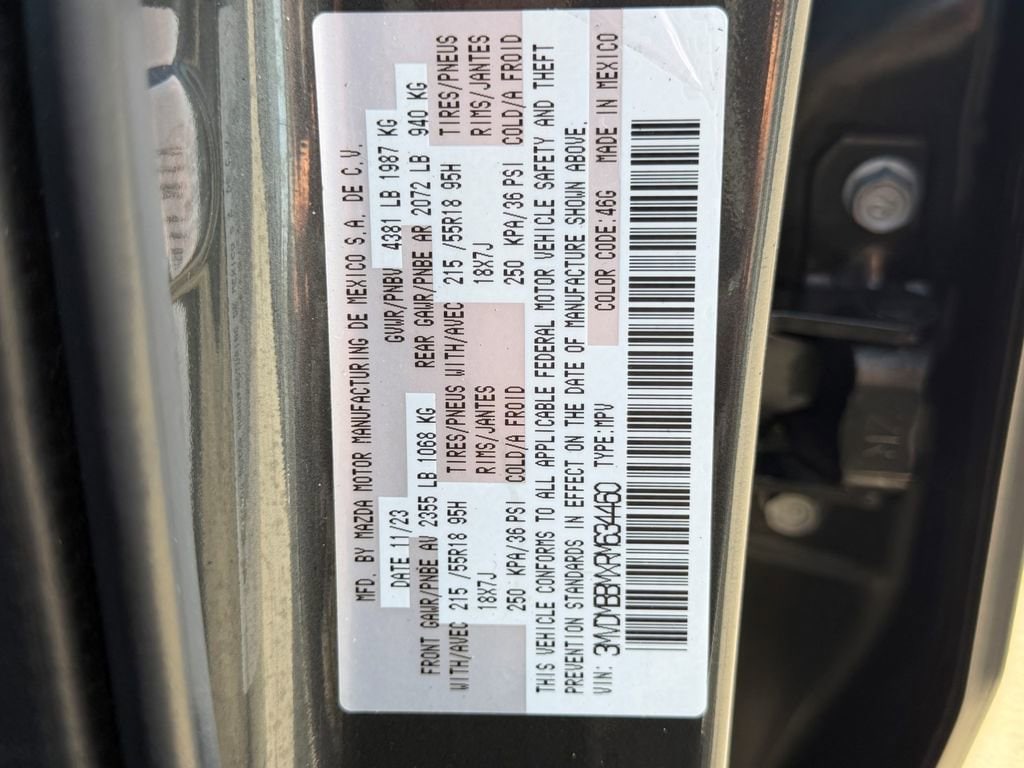 MFD. BY MAZDA MOTOR MANUFACTURING DE MEXICO S.A. DE C.V.
DATE 11/23 GVWR/PNBV 4381 LB 1987 KG
FRONT GAWR/PNBE AV 2355 LB 1068 KG REAR GAWR/PNBE AR 2072 LB 940 KG
WITH/AVEC 215 /55R18 95H TIRES/PNEUS WITH/AVEC 215 /55R18 95H TIRES/PNEUS
18X7J RIMS/JANTES 18X7J RIMS/JANTES
250 KPA/36 PSI COLD/A FROID 250 KPA/36 PSI COLD/A FROID
THIS VEHICLE CONFORMS TO ALL APPLICABLE FEDERAL MOTOR VEHICLE SAFETY AND THEFT
PREVENTION STANDARDS IN EFFECT ON THE DATE OF MANUFACTURE SHOWN ABOVE.
VIN: 3MVDMBBMXRM634460 TYPE:MPV COLOR CODE:46G MADE IN MEXICO